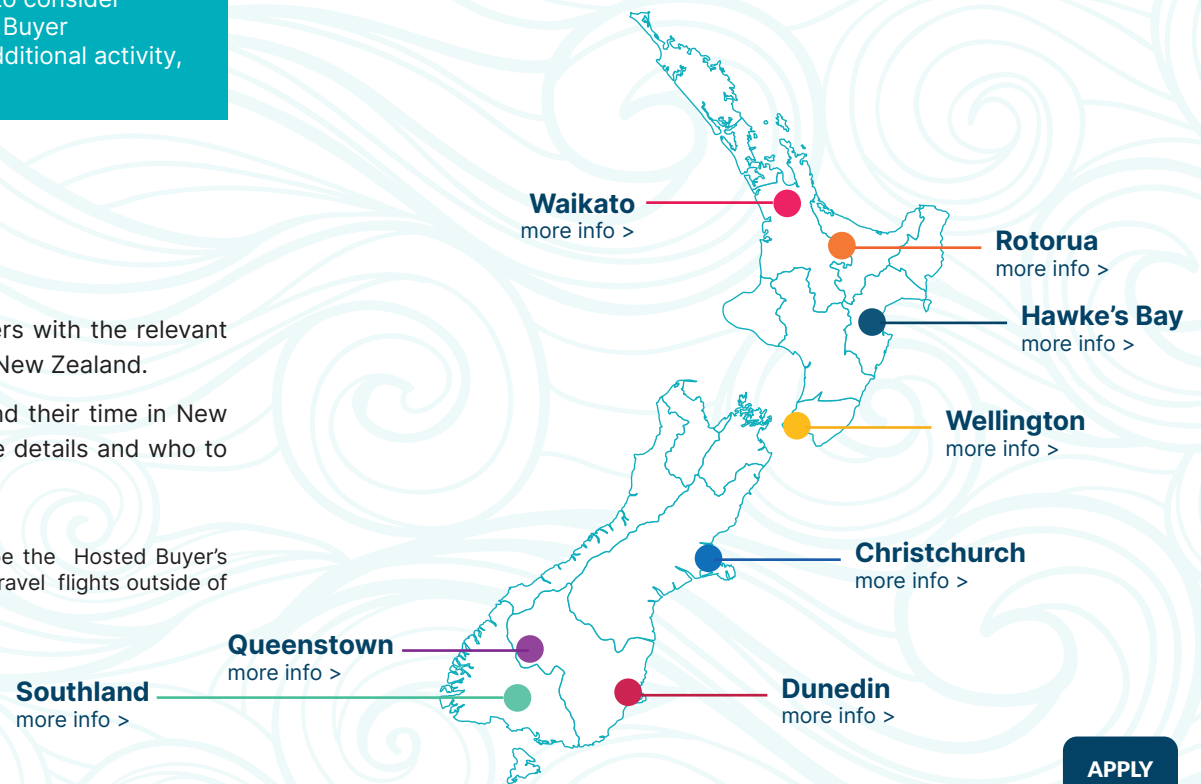 to consider
Buyer
dditional activity,
Waikato
more info >
Rotorua
more info >
Hawke's Bay
more info >
ers with the relevant
New Zealand.
nd their time in New
e details and who to
Wellington
more info >
be the Hosted Buyer's
ravel flights outside of
Christchurch
more info >
Queenstown
more info >
Southland
more info >
Dunedin
more info >
APPLY